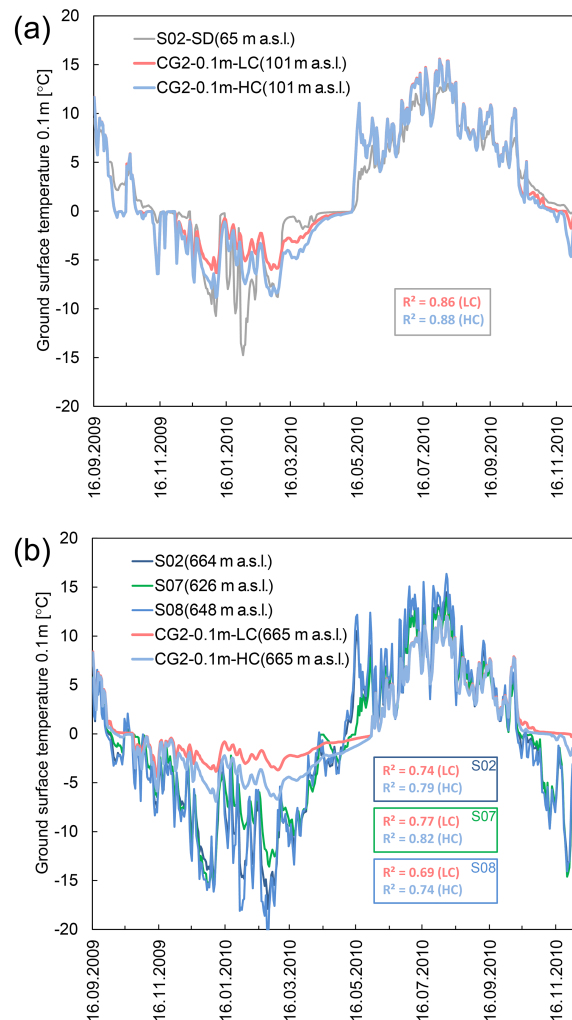 (a)
S02-SD(65 m a.s.l.)
CG2-0.1m-LC(101 m a.s.l.)
CG2-0.1m-HC(101 m a.s.l.)
Ground surface temperature 0.1 m [°C]
20
15
10
5
0
-5
-10
-15
-20
R² = 0.86 (LC)
R² = 0.88 (HC)
16.09.2009
16.11.2009
16.01.2010
16.03.2010
16.05.2010
16.07.2010
16.09.2010
16.11.2010
(b)
S02(664 m a.s.l.)
S07(626 m a.s.l.)
S08(648 m a.s.l.)
CG2-0.1m-LC(665 m a.s.l.)
CG2-0.1m-HC(665 m a.s.l.)
Ground surface temperature 0.1 m [°C]
20
15
10
5
0
-5
-10
-15
-20
S02
R² = 0.74 (LC)
R² = 0.79 (HC)
S07
R² = 0.77 (LC)
R² = 0.82 (HC)
S08
R² = 0.69 (LC)
R² = 0.74 (HC)
16.09.2009
16.11.2009
16.01.2010
16.03.2010
16.05.2010
16.07.2010
16.09.2010
16.11.2010